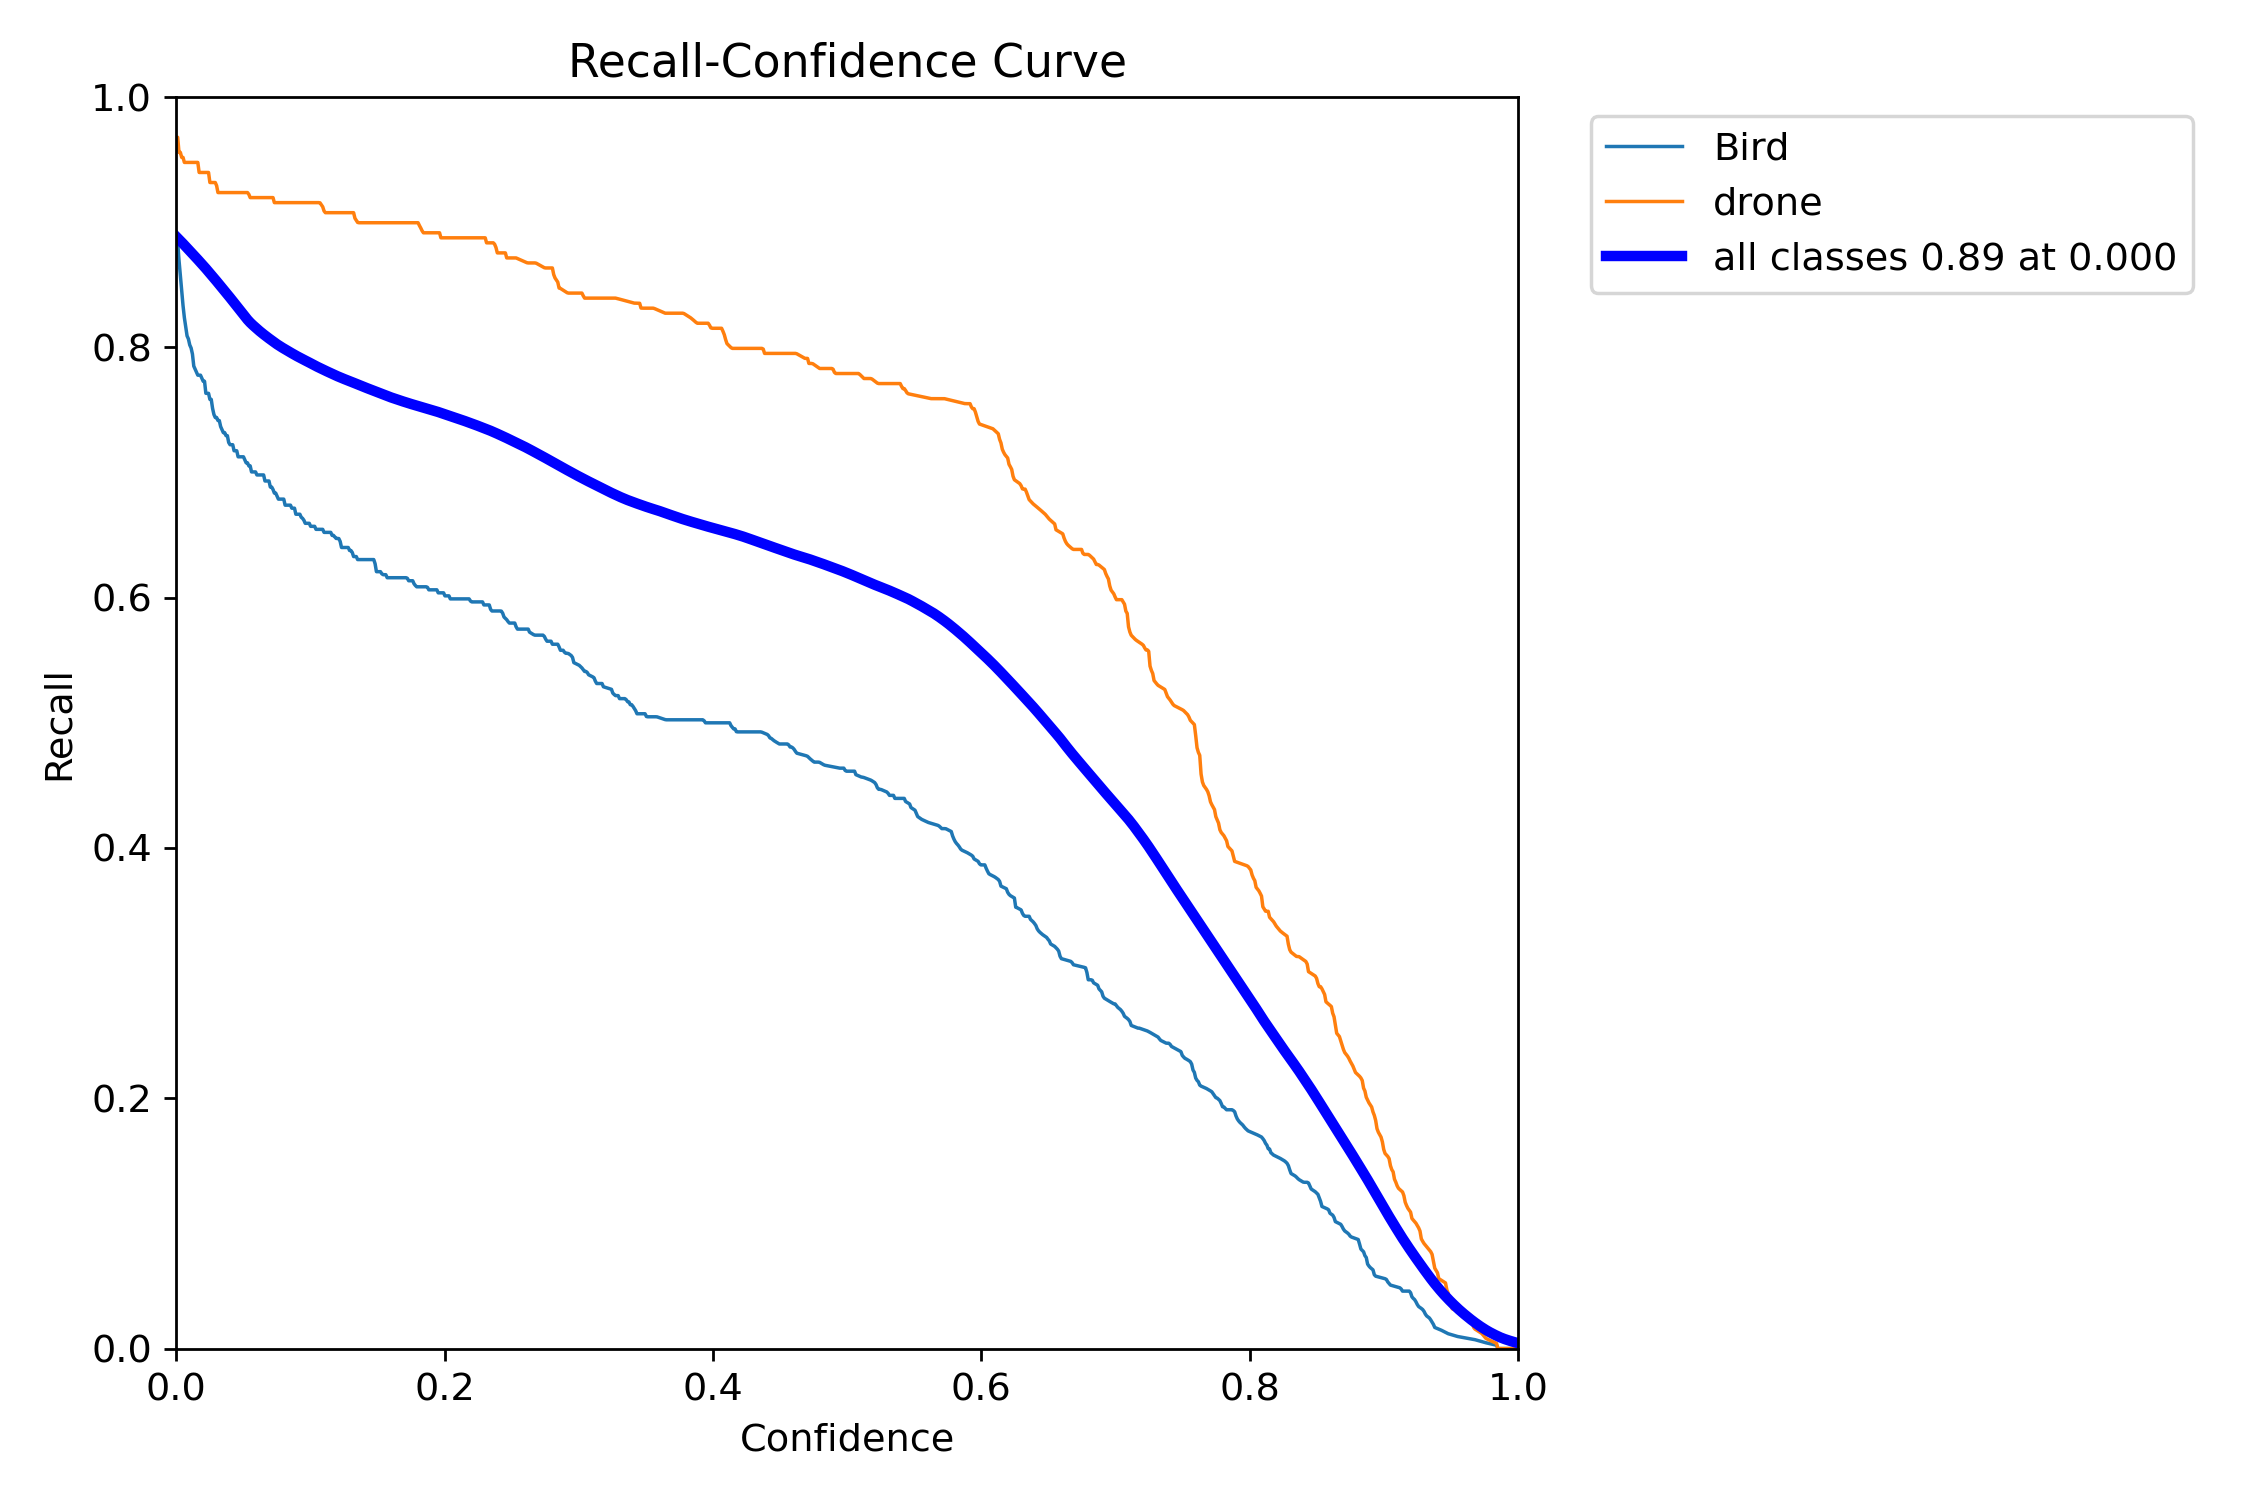 Recall-Confidence Curve
1.0
0.8
0.6
0.4
0.2
0.0
Recall
0.0 0.2 0.4 0.6 0.8 1.0
Confidence
Bird
drone
all classes 0.89 at 0.000